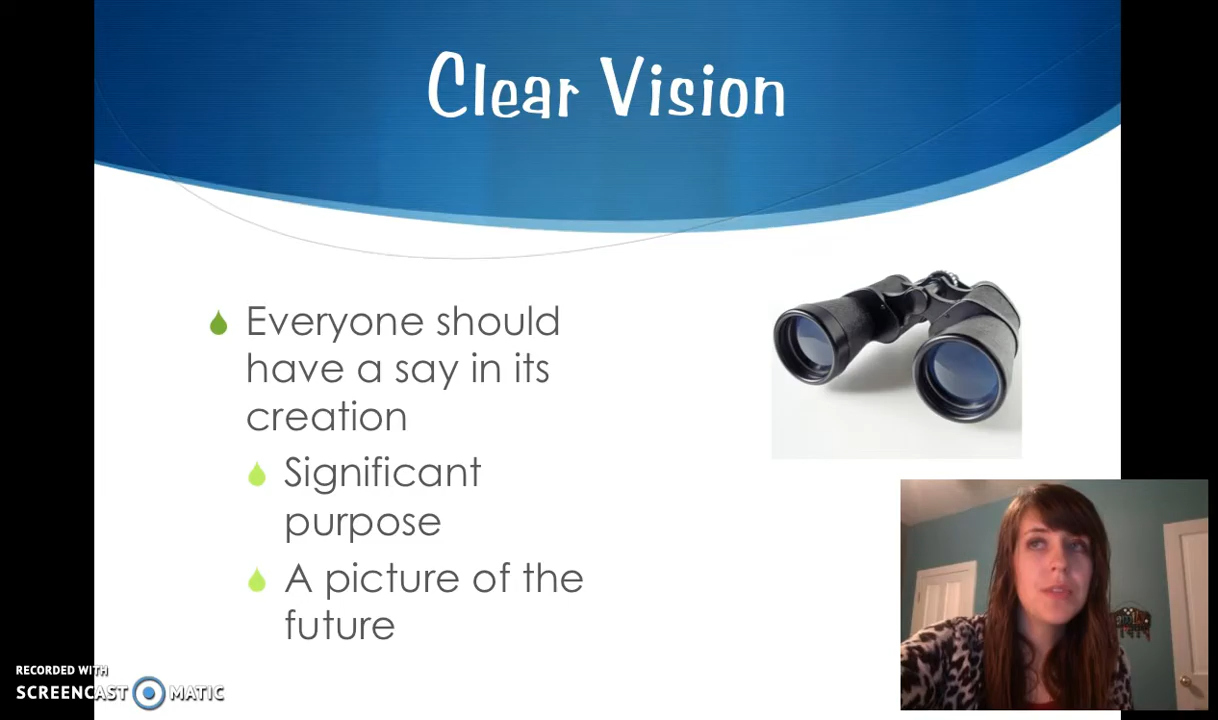 Clear Vision
Everyone should
have a say in its
creation
Significant
purpose
A picture of the
future
RECORDED WITH
SCREENCAST MATIC